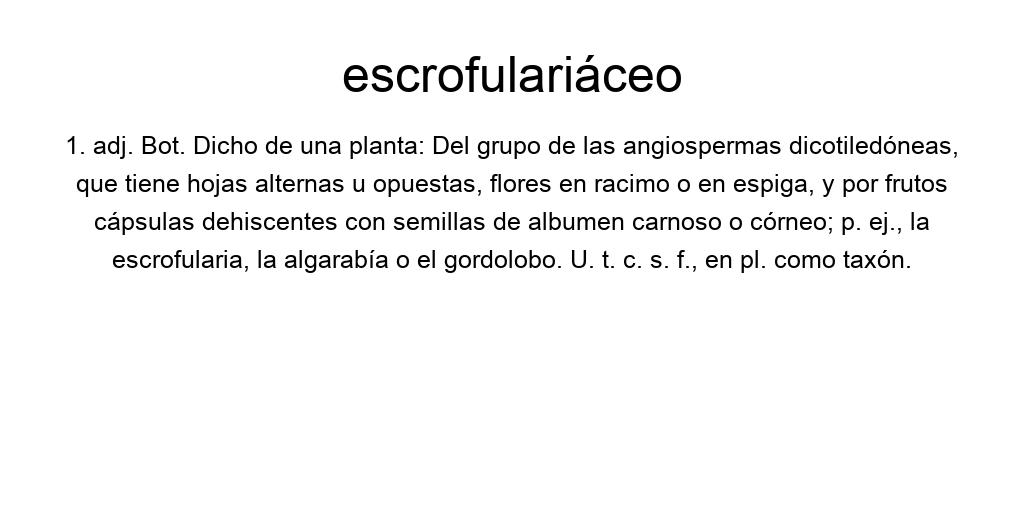 escrofulariáceo
1. adj. Bot. Dicho de una planta: Del grupo de las angiospermas dicotiledóneas,
que tiene hojas alternas u opuestas, flores en racimo o en espiga, y por frutos
cápsulas dehiscentes con semillas de albumen carnoso o córneo; p. ej., la
escrofularia, la algarabía o el gordolobo. U. t. c. s. f., en pl. como taxón.